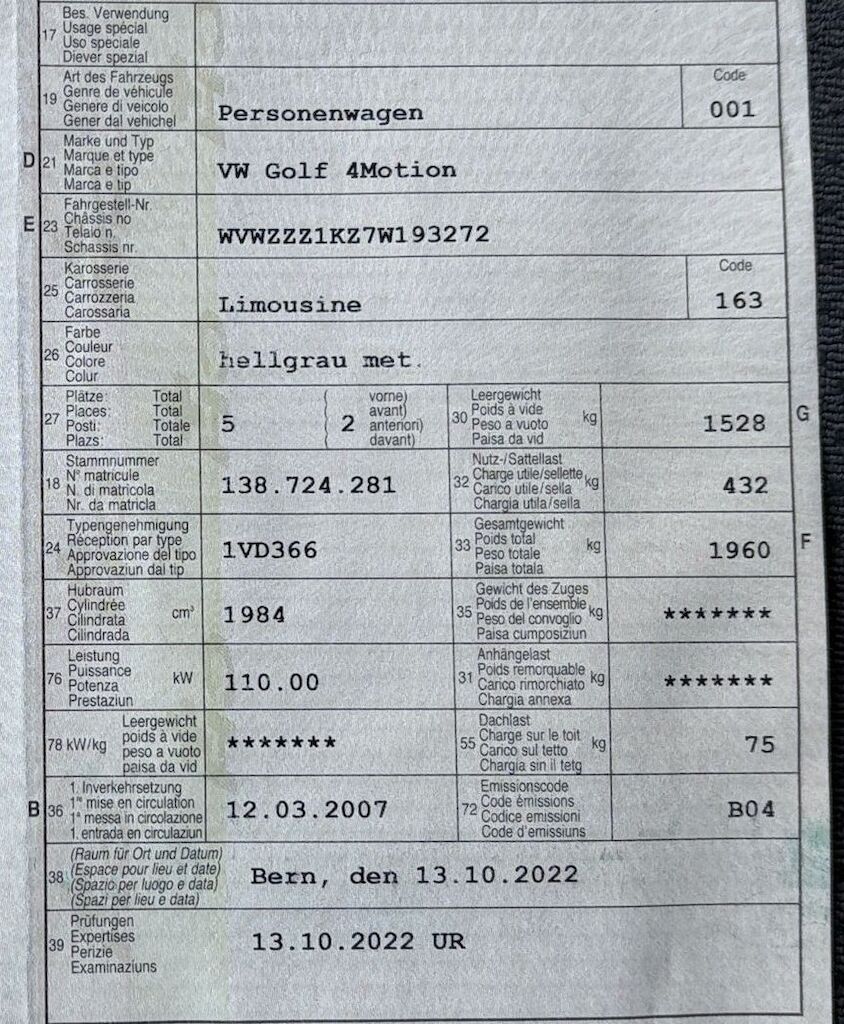 17
Bes. Verwendung
Usage spécial
Uso speciale
Diever spezial
19
Art des Fahrzeugs
Genre de véhicule
Genere di veicolo
Gener dal vehichel
Personenwagen
Code
001
D
21
Marke und Typ
Marque et type
Marca e tipo
Marca e tip
VW Golf 4Motion
E
23
Fahrgestell-Nr.
Châssis no
Telaio n.
Schassis nr.
WVWZZZ1KZ7W193272
25
Karosserie
Carrosserie
Carrozzeria
Carossaria
Limousine
Code
163
26
Farbe
Couleur
Colore
Colur
hellgrau met.
27
Plätze: Total
Places: Total
Posti: Totale
Plazs: Total
5
( vorne)
( avant)
( 2 anteriori)
( davant)
30
Leergewicht
Poids à vide
Peso a vuoto
Paisa da vid
kg
1528
G
18
Stammnummer
N° matricule
N. di matricola
Nr. da matricla
138.724.281
32
Nutz-/Sattellast
Charge utile/sellette
Carico utile/sella
Chargia utila/sella
kg
432
24
Typengenehmigung
Réception par type
Approvazione del tipo
Approvaziun dal tip
1VD366
33
Gesamtgewicht
Poids total
Peso totale
Paisa totala
kg
1960
F
37
Hubraum
Cylindrée
Cilindrata
Cilindrada
cm³
1984
35
Gewicht des Zuges
Poids de l'ensemble
Peso del convoglio
Paisa cumposiziun
kg
*******
76
Leistung
Puissance
Potenza
Prestaziun
kW
110.00
31
Anhängelast
Poids remorquable
Carico rimorchiato
Chargia annexa
kg
*******
78 kW/kg
Leergewicht
poids à vide
peso a vuoto
paisa da vid
*******
55
Dachlast
Charge sur le toit
Carico sul tetto
Chargia sin il tetg
kg
75
B
36
1. Inverkehrsetzung
1re mise en circulation
1a messa in circolazione
1. entrada en circulaziun
12.03.2007
72
Emissionscode
Code émissions
Codice emissioni
Code d'emissiuns
B04
38
(Raum für Ort und Datum)
(Espace pour lieu et date)
(Spazio per luogo e data)
(Spazi per lieu e data)
Bern, den 13.10.2022
39
Prüfungen
Expertises
Perizie
Examinaziuns
13.10.2022 UR